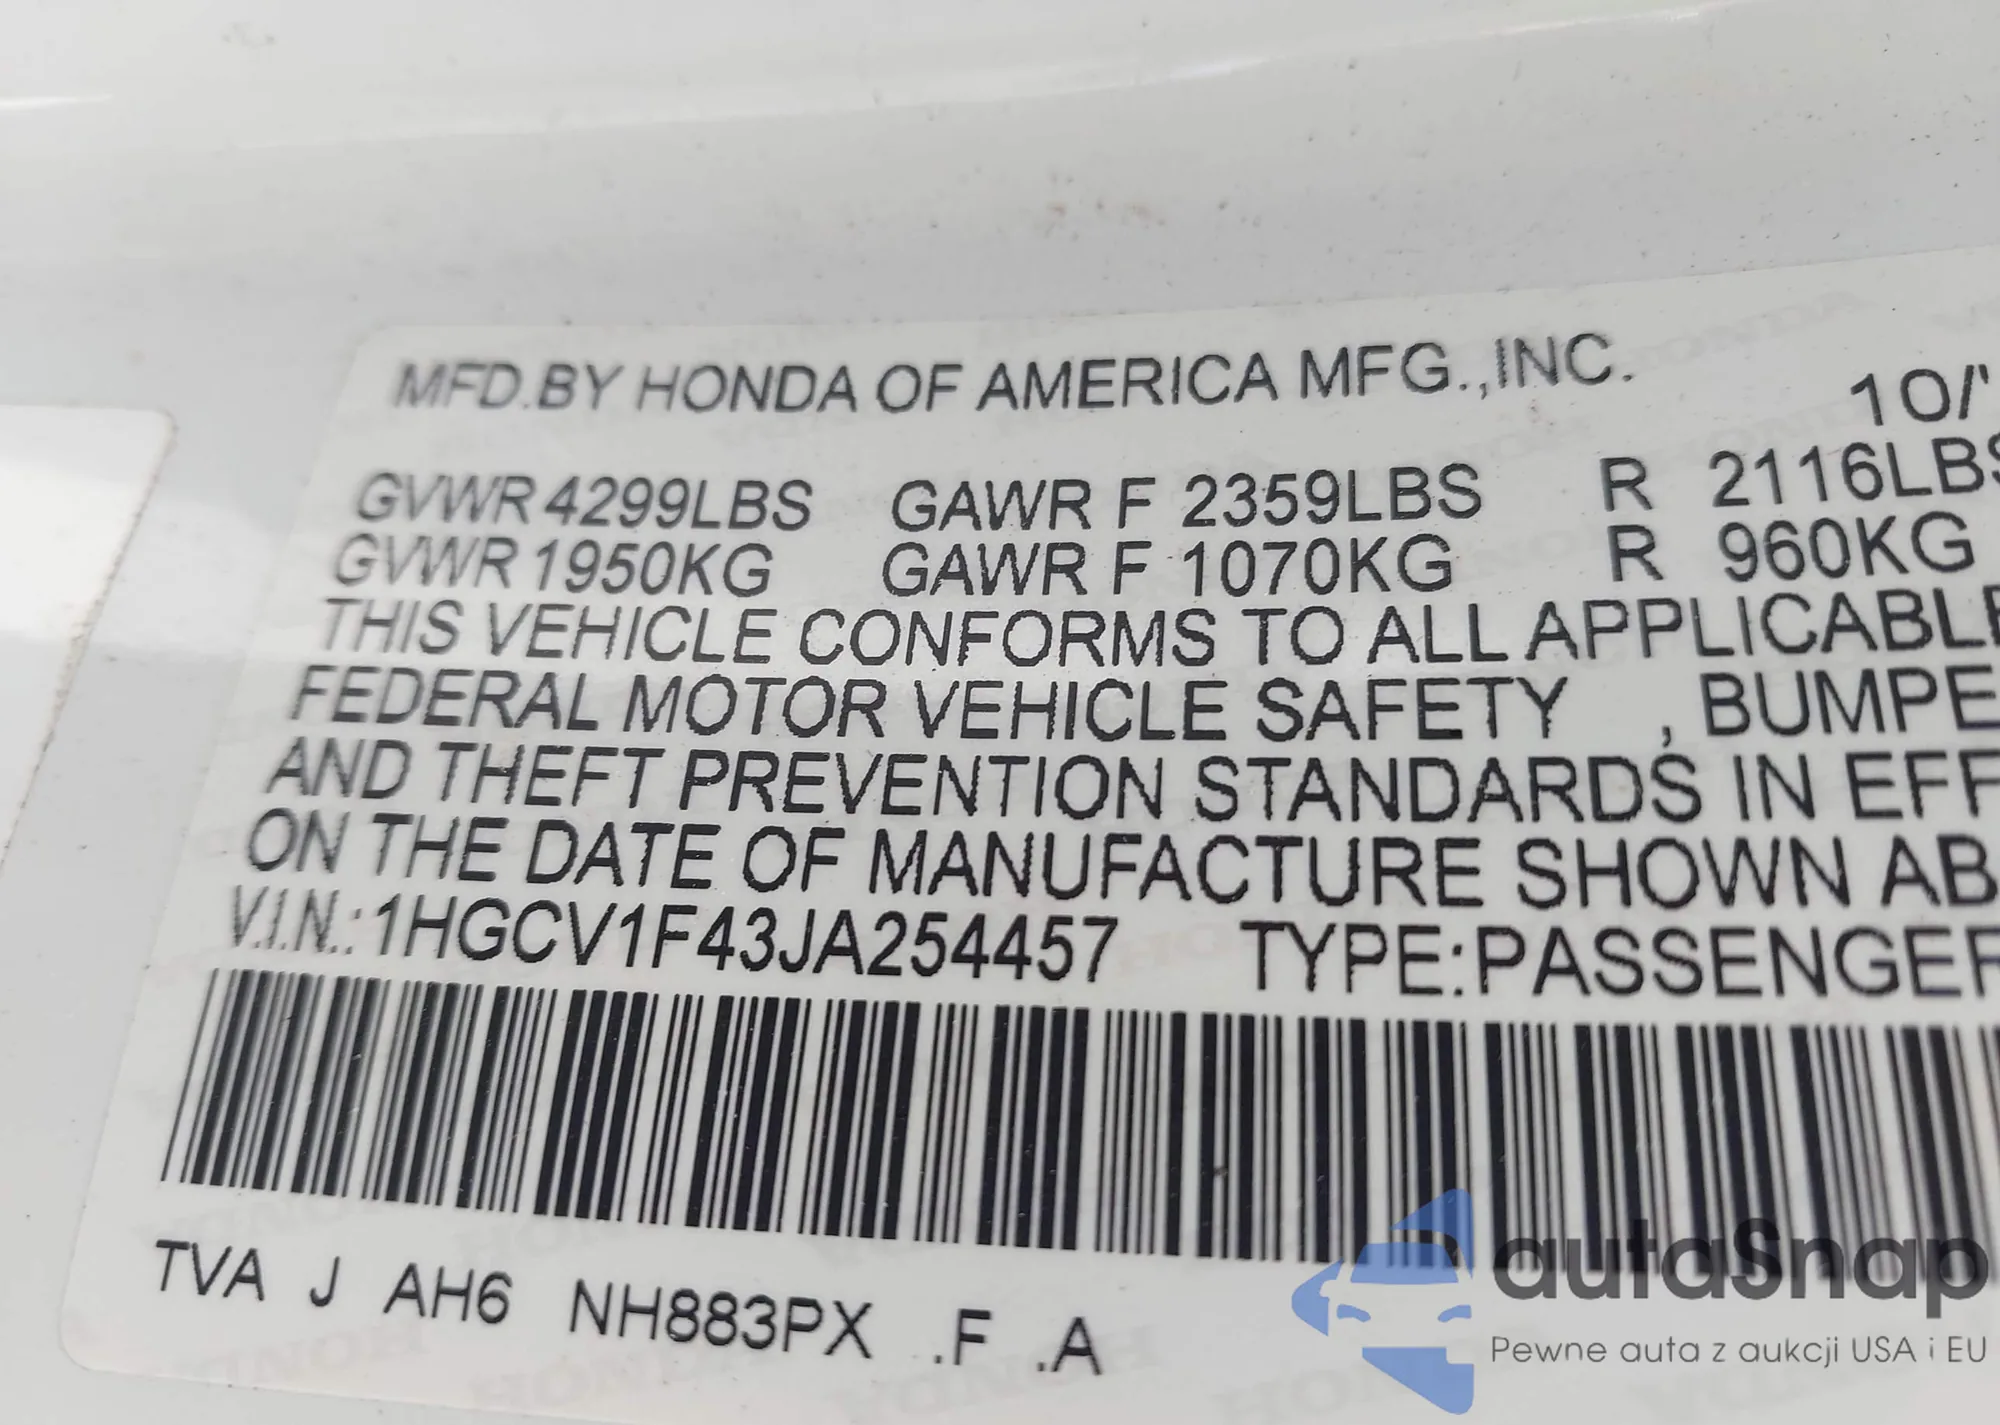 MFD.BY HONDA OF AMERICA MFG.,INC.
10/
GVWR 4299LBS GAWR F 2359LBS R 2116LBS
GVWR 1950KG GAWR F 1070KG R 960KG
THIS VEHICLE CONFORMS TO ALL APPLICABLE
FEDERAL MOTOR VEHICLE SAFETY , BUMPE
AND THEFT PREVENTION STANDARDS IN EFF
ON THE DATE OF MANUFACTURE SHOWN AB
V.I.N.:1HGCV1F43JA254457 TYPE:PASSENGER
TVA J AH6 NH883PX .F .A
autaSnap
Pewne auta z aukcji USA i EU